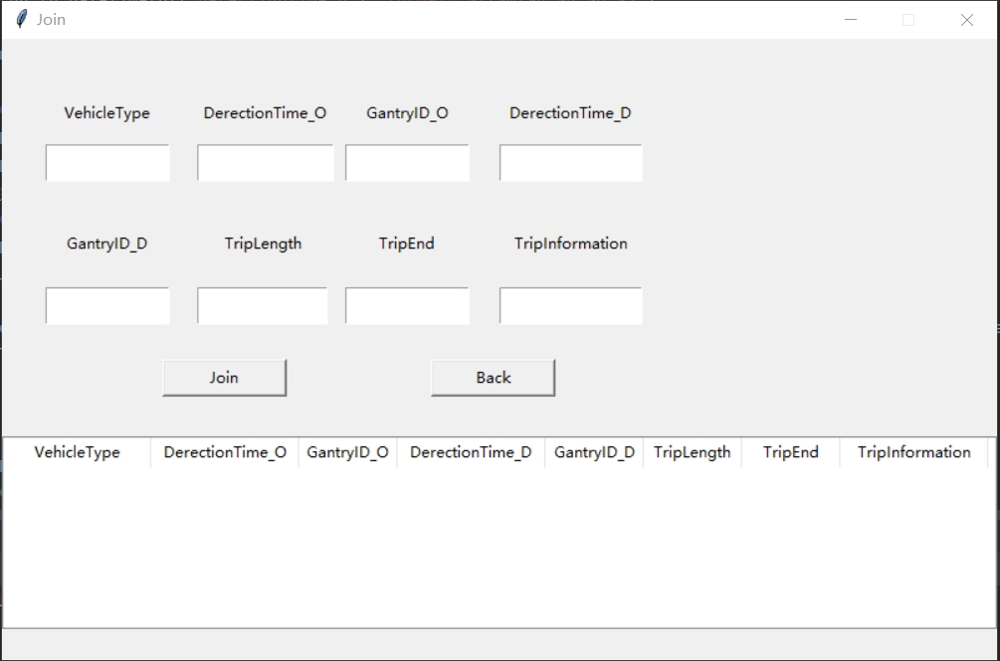 Join
VehicleType DerectionTime_O GantryID_O DerectionTime_D
GantryID_D TripLength TripEnd TripInformation
Join Back
VehicleType DerectionTime_O GantryID_O DerectionTime_D GantryID_D TripLength TripEnd TripInformation